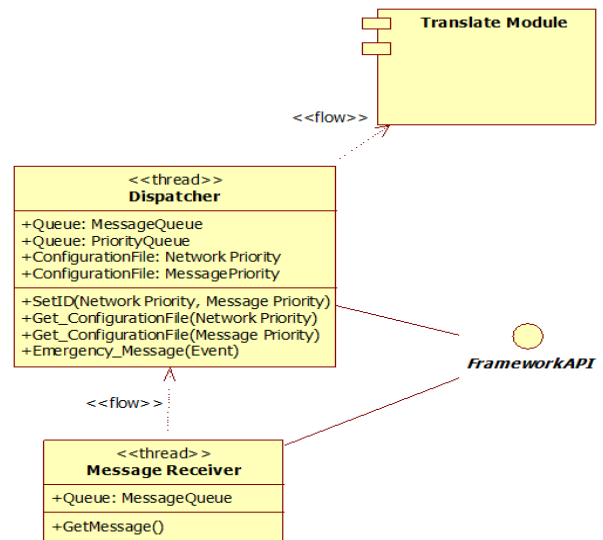 Translate Module
<<flow>>
<<thread>>
Dispatcher
+Queue: MessageQueue
+Queue: PriorityQueue
+ConfigurationFile: Network Priority
+ConfigurationFile: MessagePriority
+SetID(Network Priority, Message Priority)
+Get_ConfigurationFile(Network Priority)
+Get_ConfigurationFile(Message Priority)
+Emergency_Message(Event)
FrameworkAPI
<<flow>>
<<thread>>
Message Receiver
+Queue: MessageQueue
+GetMessage()